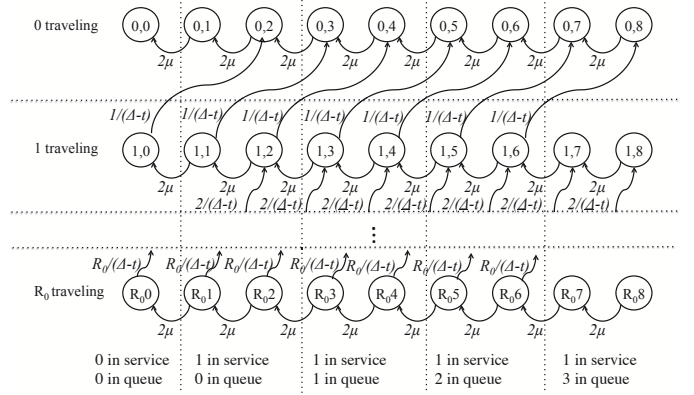 0 traveling 0,0 0,1 0,2 0,3 0,4 0,5 0,6 0,7 0,8
2μ 2μ 2μ 2μ 2μ 2μ 2μ 2μ
1/(Δ-t) 1/(Δ-t) 1/(Δ-t) 1/(Δ-t) 1/(Δ-t) 1/(Δ-t) 1/(Δ-t)
1 traveling 1,0 1,1 1,2 1,3 1,4 1,5 1,6 1,7 1,8
2μ 2μ 2μ 2μ 2μ 2μ 2μ 2μ
2/(Δ-t) 2/(Δ-t) 2/(Δ-t) 2/(Δ-t) 2/(Δ-t) 2/(Δ-t) 2/(Δ-t)
⋮
R₀/(Δ-t) R₀/(Δ-t) R₀/(Δ-t) R₀/(Δ-t) R₀/(Δ-t) R₀/(Δ-t) R₀/(Δ-t)
R₀ traveling R₀0 R₀1 R₀2 R₀3 R₀4 R₀5 R₀6 R₀7 R₀8
2μ 2μ 2μ 2μ 2μ 2μ 2μ 2μ
0 in service 1 in service 1 in service 1 in service 1 in service
0 in queue 0 in queue 1 in queue 2 in queue 3 in queue